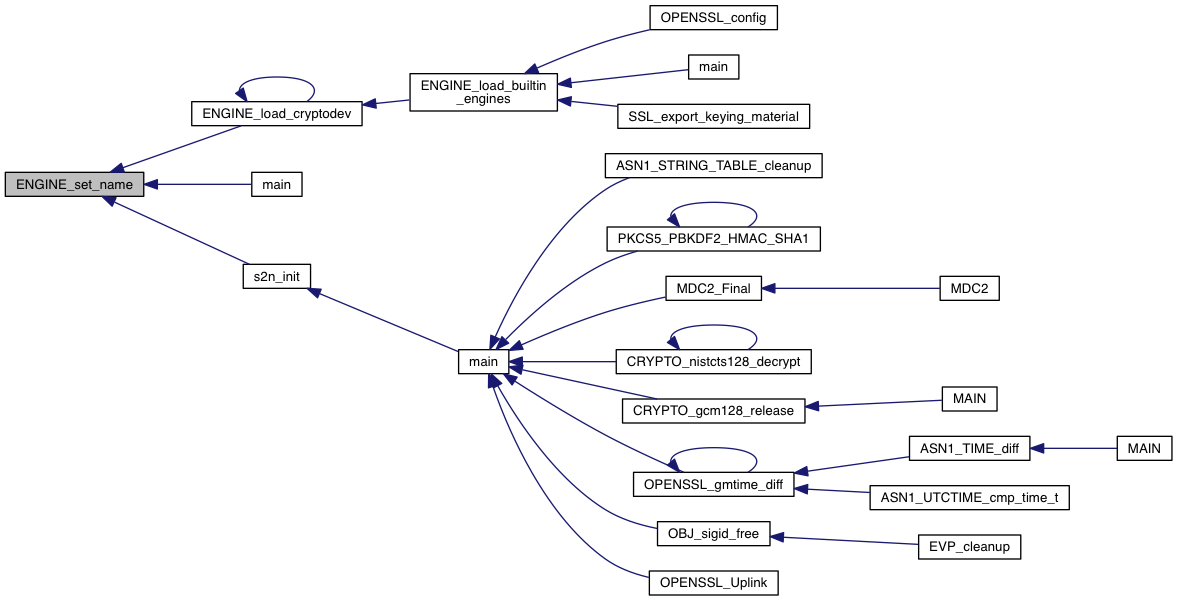 OPENSSL_config
main
ENGINE_load_builtin
_engines
ENGINE_load_cryptodev
SSL_export_keying_material
ASN1_STRING_TABLE_cleanup
ENGINE_set_name
main
PKCS5_PBKDF2_HMAC_SHA1
s2n_init
MDC2_Final
MDC2
main
CRYPTO_nistcts128_decrypt
CRYPTO_gcm128_release
MAIN
ASN1_TIME_diff
MAIN
OPENSSL_gmtime_diff
ASN1_UTCTIME_cmp_time_t
OBJ_sigid_free
EVP_cleanup
OPENSSL_Uplink